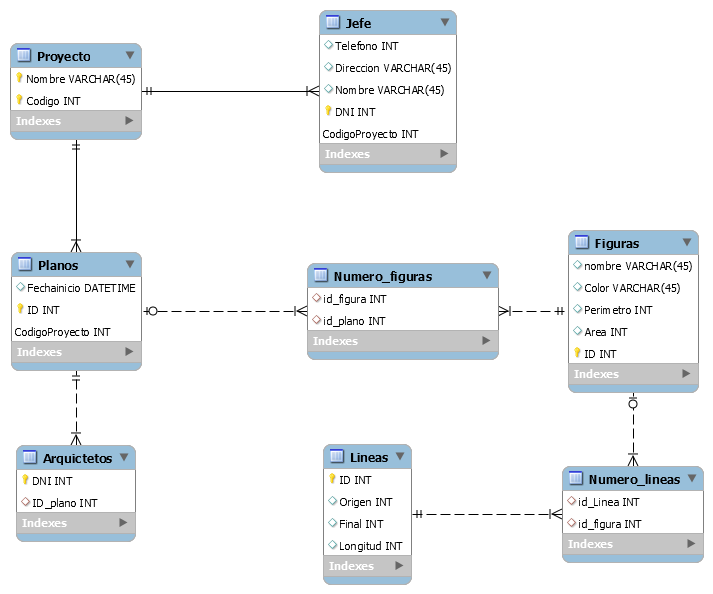 Proyecto
Nombre VARCHAR(45)
Codigo INT
Indexes
Jefe
Telefono INT
Direccion VARCHAR(45)
Nombre VARCHAR(45)
DNI INT
CodigoProyecto INT
Indexes
Planos
Fechainicio DATETIME
ID INT
CodigoProyecto INT
Indexes
Numero_figuras
id_figura INT
id_plano INT
Indexes
Figuras
nombre VARCHAR(45)
Color VARCHAR(45)
Perimetro INT
Area INT
ID INT
Indexes
Arquictetos
DNI INT
ID_plano INT
Indexes
Lineas
ID INT
Origen INT
Final INT
Longitud INT
Indexes
Numero_lineas
id_Linea INT
id_figura INT
Indexes